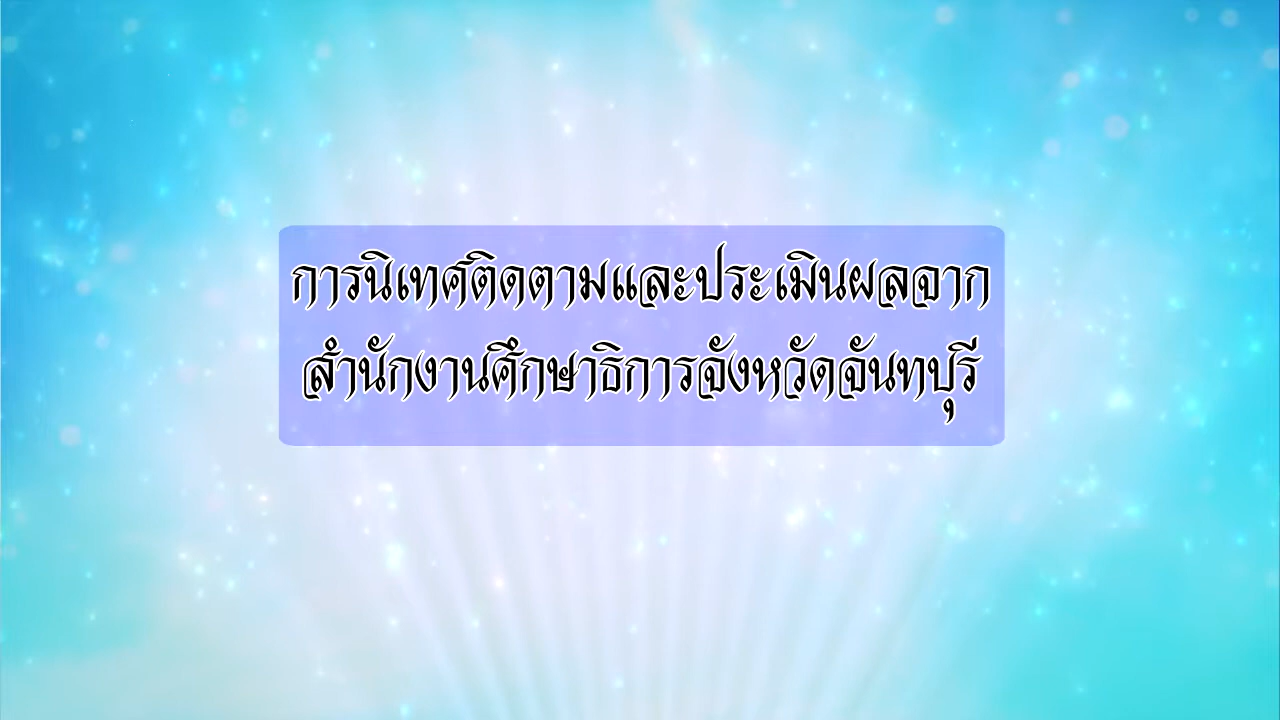 การนิเทศติดตามและประเมินผลจาก
สำนักงานศึกษาธิการจังหวัดจันทบุรี